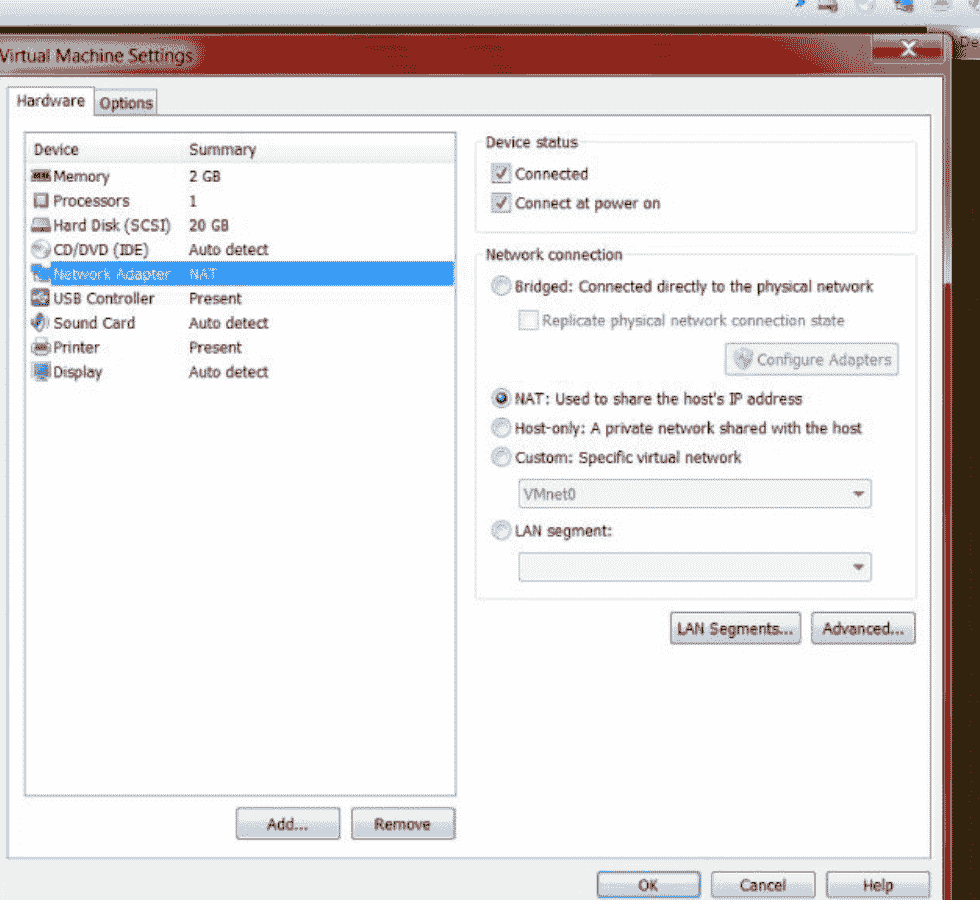 Virtual Machine Settings
Hardware
Options
Device Summary
Memory 2 GB
Processors 1
Hard Disk (SCSI) 20 GB
CD/DVD (IDE) Auto detect
Network Adapter NAT
USB Controller Present
Sound Card Auto detect
Printer Present
Display Auto detect
Add...
Remove
Device status
Connected
Connect at power on
Network connection
Bridged: Connected directly to the physical network
Replicate physical network connection state
Configure Adapters
NAT: Used to share the host's IP address
Host-only: A private network shared with the host
Custom: Specific virtual network
VMnet0
LAN segment:
LAN Segments...
Advanced...
OK
Cancel
Help